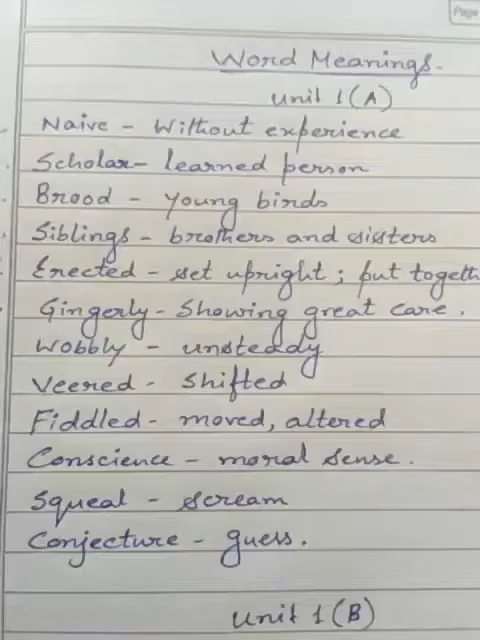 Page
Word Meanings.
Unit 1(A)
Naive - Without experience
Scholar - learned person
Brood - young birds
Siblings - brothers and sisters
Erected - set upright ; put togeth
Gingerly - Showing great care.
Wobbly - unsteady
Veered - Shifted
Fiddled - moved, altered
Conscience - moral sense.
Squeal - scream
Conjecture - guess.
Unit 1(B)